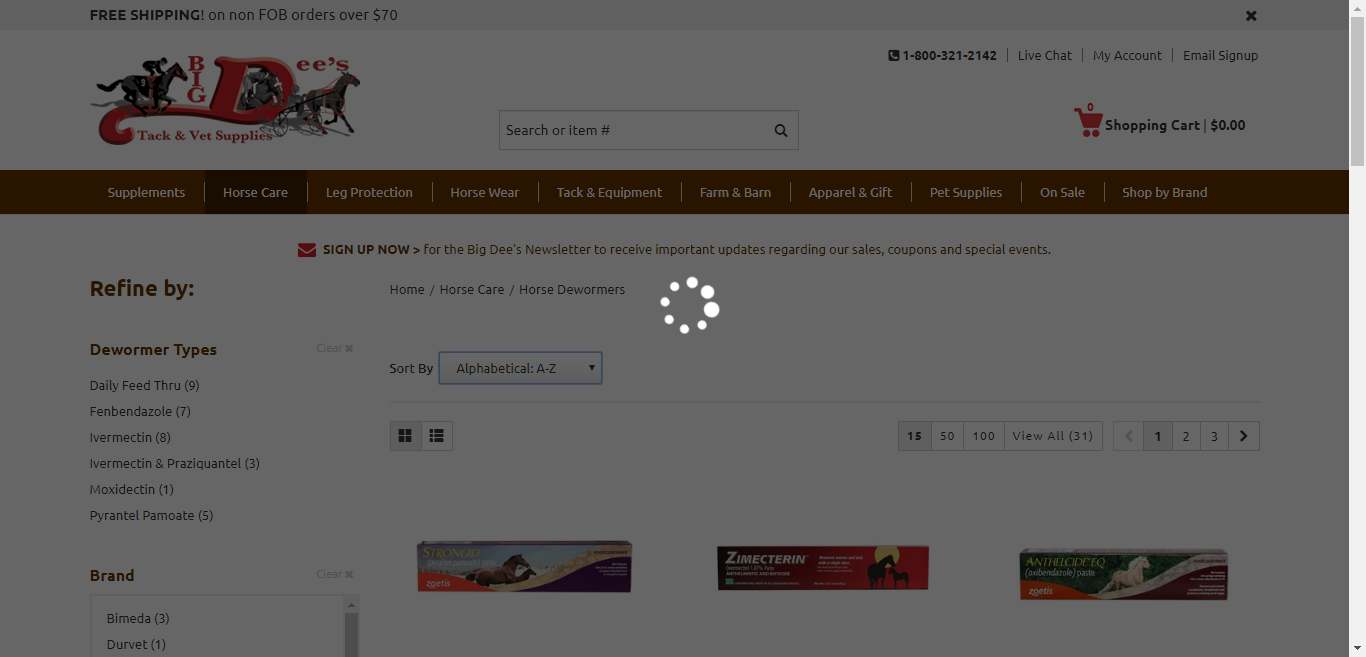 FREE SHIPPING! on non FOB orders over $70
1-800-321-2142 Live Chat My Account Email Signup
BIG Dee's
Tack & Vet Supplies
Search or item #
0
Shopping Cart | $0.00
Supplements Horse Care Leg Protection Horse Wear Tack & Equipment Farm & Barn Apparel & Gift Pet Supplies On Sale Shop by Brand
SIGN UP NOW > for the Big Dee's Newsletter to receive important updates regarding our sales, coupons and special events.
Refine by:
Home / Horse Care / Horse Dewormers
Dewormer Types Clear
Sort By Alphabetical: A-Z
Daily Feed Thru (9)
Fenbendazole (7)
Ivermectin (8)
Ivermectin & Praziquantel (3)
Moxidectin (1)
Pyrantel Pamoate (5)
15 50 100 View All (31) 1 2 3
Brand Clear
Bimeda (3)
Durvet (1)
STRONGID
zoetis
ZIMECTERIN
ANTHELCIDE EQ
(oxibendazole) paste
zoetis